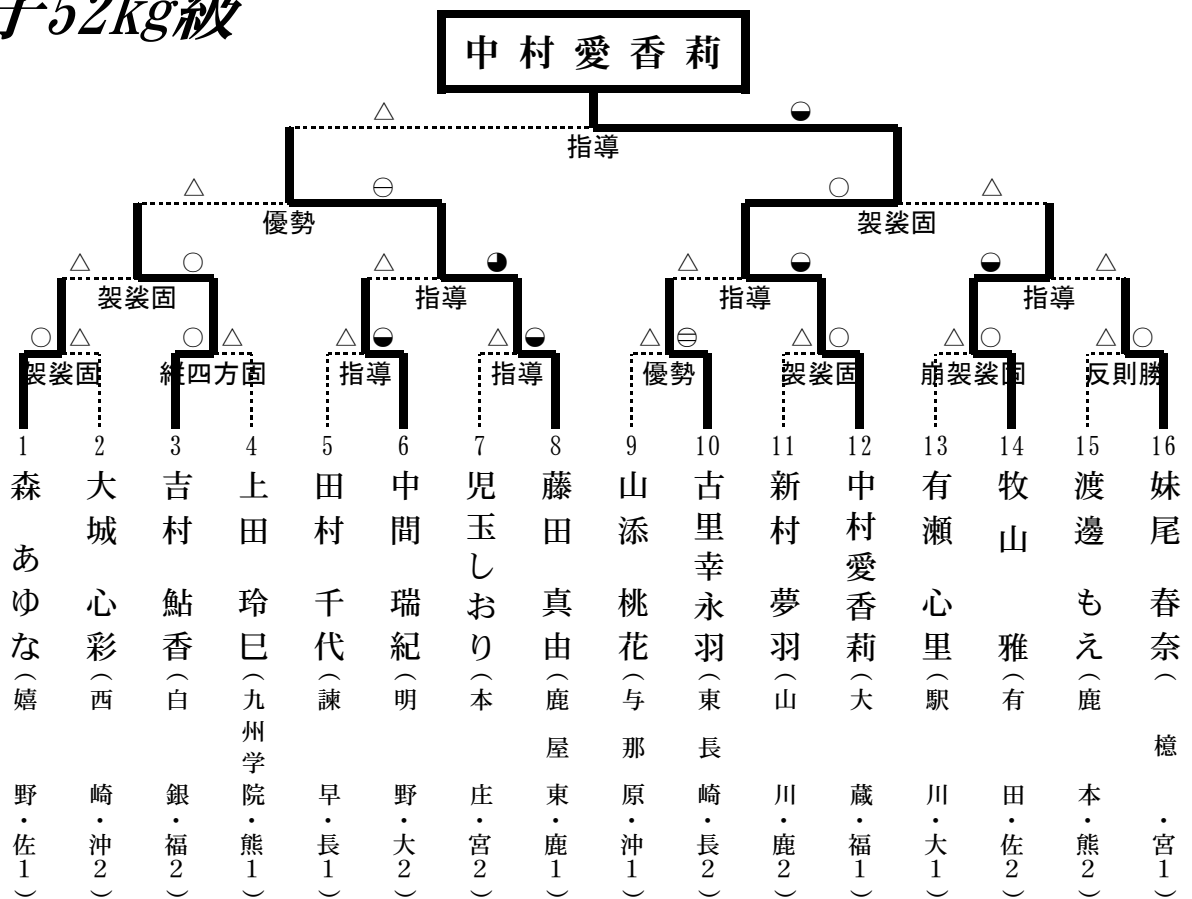 子52kg級
中村愛香莉
△ ◒
指導
△ ㊀ ○ △
優勢 袈裟固
△ ○ △ ◕ △ ◒ ◒ △
袈裟固 指導 指導 指導
○ △ ○ △ △ ◒ △ ◒ △ ㊁ △ ○ △ ○ △ ○
袈裟固 縦四方固 指導 指導 優勢 袈裟固 崩袈裟固 反則勝
1 森 あゆな(嬉野・佐1)
2 大城 心彩(西崎・沖2)
3 吉村 鮎香(白銀・福2)
4 上田 玲巳(九州学院・熊1)
5 田村 千代(諫早・長1)
6 中間 瑞紀(明野・大2)
7 児玉しおり(本庄・宮2)
8 藤田 真由(鹿屋東・鹿1)
9 山添 桃花(与那原・沖1)
10 古里幸永羽(東長崎・長2)
11 新村 夢羽(山川・鹿2)
12 中村愛香莉(大蔵・福1)
13 有瀬 心里(駅川・大1)
14 牧山 雅(有田・佐2)
15 渡邊 もえ(鹿本・熊2)
16 妹尾 春奈(檍・宮1)